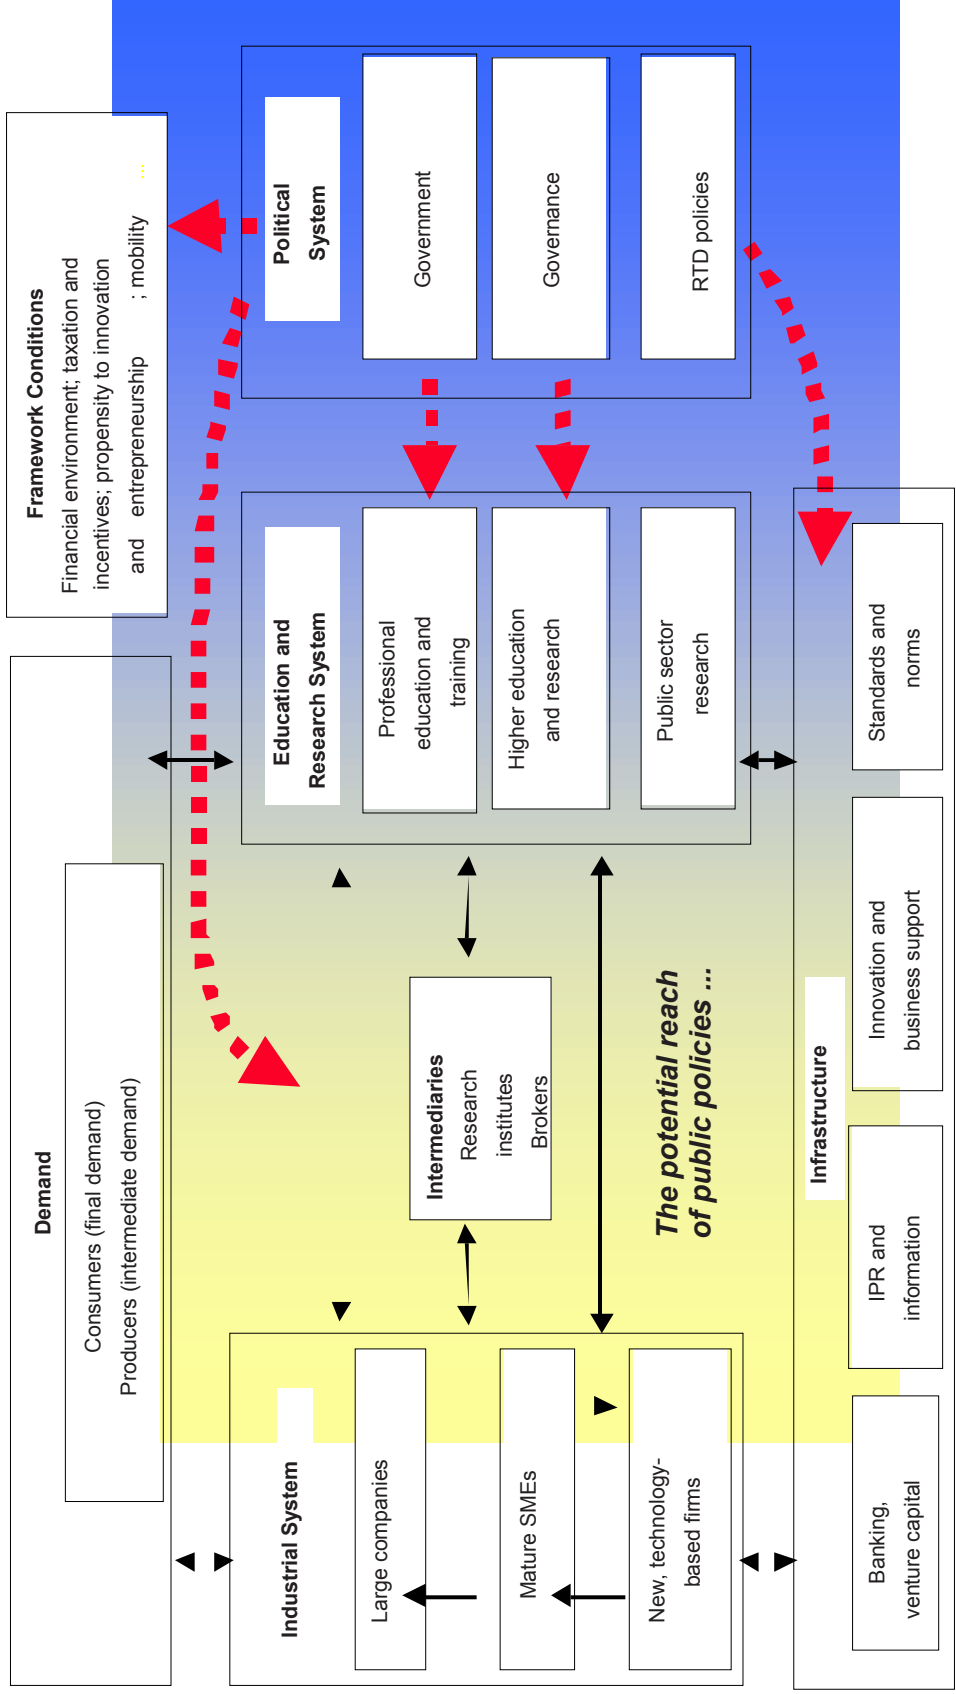 Demand
Consumers (final demand)
Producers (intermediate demand)
Framework Conditions
Financial environment; taxation and
incentives; propensity to innovation
and entrepreneurship ; mobility ...
Industrial System
Large companies
Mature SMEs
New, technology-
based firms
Intermediaries
Research
institutes
Brokers
The potential reach
of public policies ...
Education and
Research System
Professional
education and
training
Higher education
and research
Public sector
research
Political
System
Government
Governance
RTD policies
Infrastructure
Banking,
venture capital
IPR and
information
Innovation and
business support
Standards and
norms